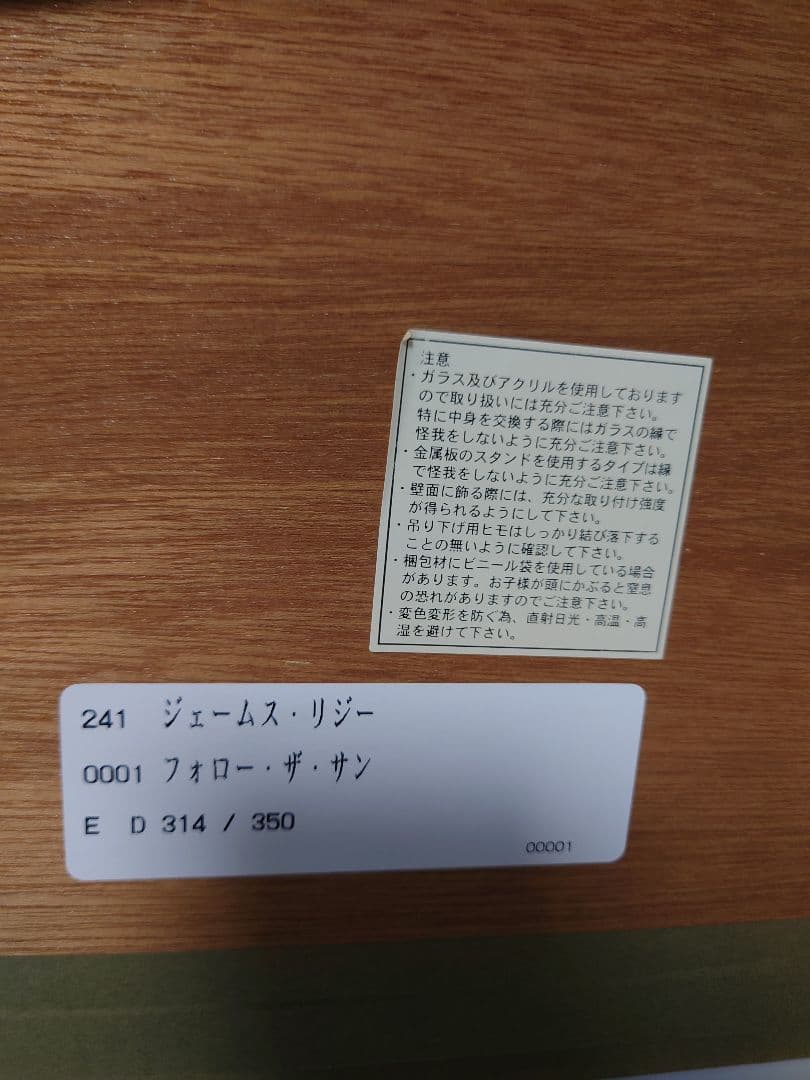 注意
・ガラス及びアクリルを使用しております
ので取り扱いには充分ご注意下さい。
特に中身を交換する際にはガラスの縁で
怪我をしないように充分ご注意下さい。
・金属板のスタンドを使用するタイプは縁
で怪我をしないように充分ご注意下さい。
・壁面に飾る際には、充分な取り付け強度
が得られるようにして下さい。
・吊り下げ用ヒモはしっかり結び落下する
ことの無いように確認して下さい。
・梱包材にビニール袋を使用している場合
があります。お子様が頭にかぶると窒息
の恐れがありますのでご注意下さい。
・変色変形を防ぐ為、直射日光・高温・高
湿を避けて下さい。
241 ジェームス・リジー
0001 フォロー・ザ・サン
E D 314 / 350
00001